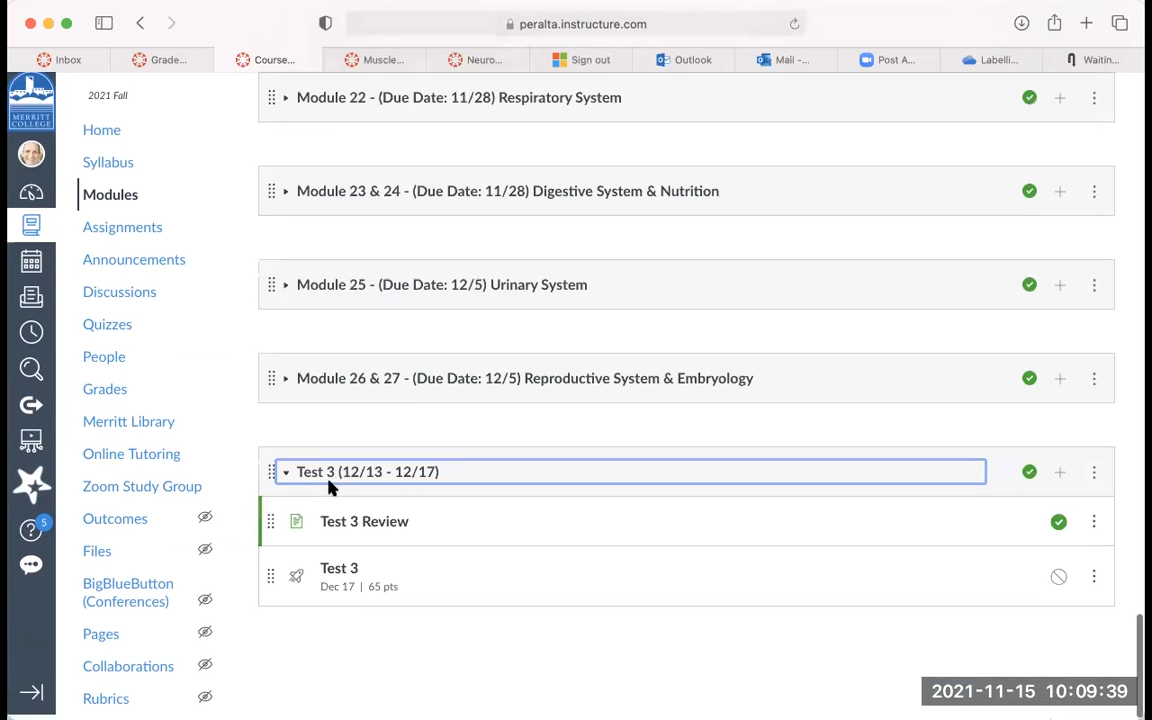 peralta.instructure.com
Inbox
Grade...
Course...
Muscle...
Neuro...
Sign out
Outlook
Mail -...
Post A...
Labelli...
Waitin...
MERRITT
COLLEGE
2021 Fall
Home
Syllabus
Modules
Assignments
Announcements
Discussions
Quizzes
People
Grades
Merritt Library
Online Tutoring
Zoom Study Group
Outcomes
Files
BigBlueButton
(Conferences)
Pages
Collaborations
Rubrics
5
Module 22 - (Due Date: 11/28) Respiratory System
Module 23 & 24 - (Due Date: 11/28) Digestive System & Nutrition
Module 25 - (Due Date: 12/5) Urinary System
Module 26 & 27 - (Due Date: 12/5) Reproductive System & Embryology
Test 3 (12/13 - 12/17)
Test 3 Review
Test 3
Dec 17 | 65 pts
2021-11-15 10:09:39